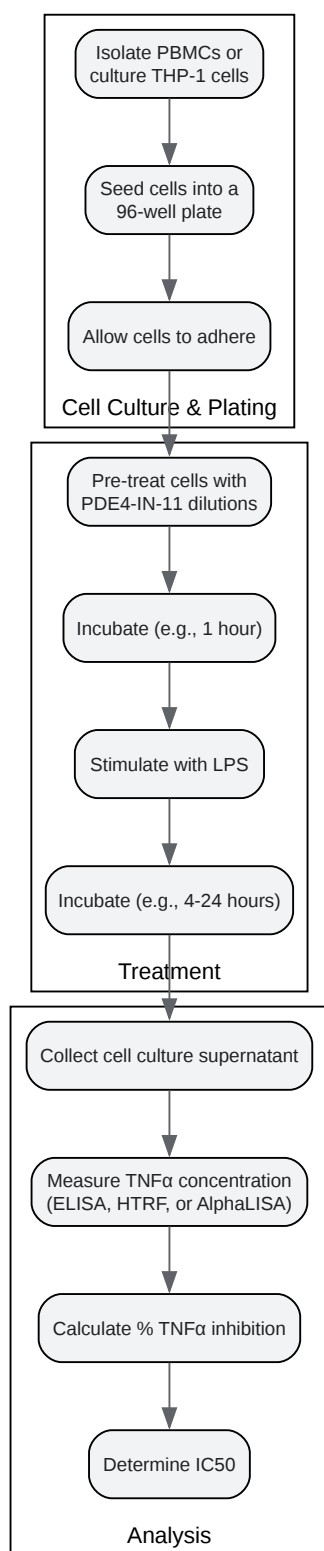 Isolate PBMCs or
culture THP-1 cells
Seed cells into a
96-well plate
Allow cells to adhere
Cell Culture & Plating
Pre-treat cells with
PDE4-IN-11 dilutions
Incubate (e.g., 1 hour)
Stimulate with LPS
Incubate (e.g., 4-24 hours)
Treatment
Collect cell culture supernatant
Measure TNFα concentration
(ELISA, HTRF, or AlphaLISA)
Calculate % TNFα inhibition
Determine IC50
Analysis